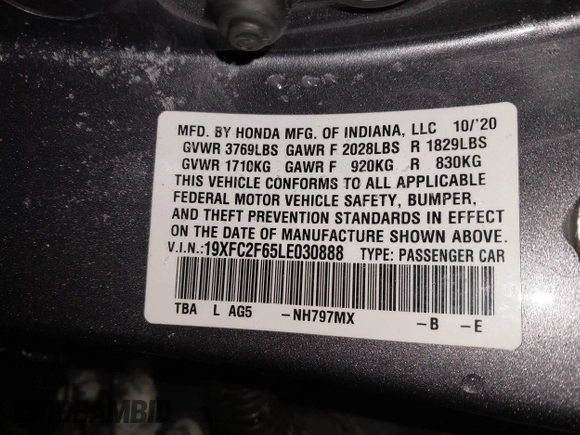 MFD. BY HONDA MFG. OF INDIANA, LLC 10/'20
GVWR 3769LBS GAWR F 2028LBS R 1829LBS
GVWR 1710KG GAWR F 920KG R 830KG
THIS VEHICLE CONFORMS TO ALL APPLICABLE
FEDERAL MOTOR VEHICLE SAFETY, BUMPER,
AND THEFT PREVENTION STANDARDS IN EFFECT
ON THE DATE OF MANUFACTURE SHOWN ABOVE.
V.I.N.:19XFC2F65LE030888 TYPE: PASSENGER CAR
TBA L AG5 -NH797MX -B -E